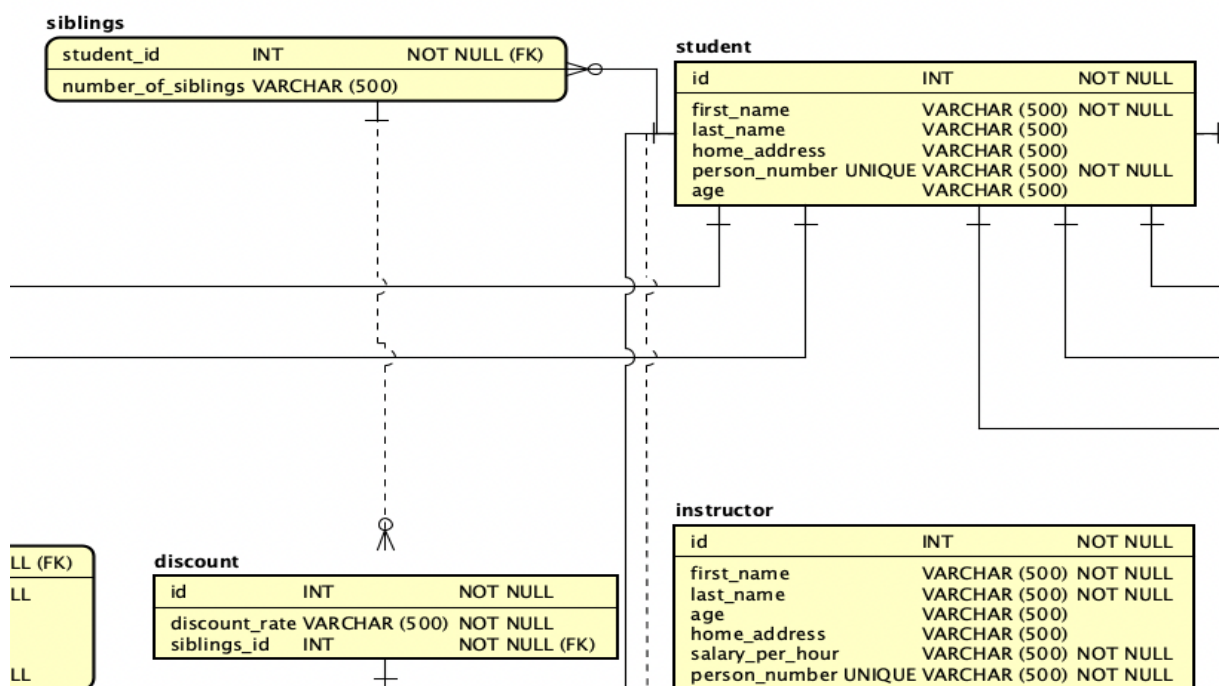 siblings
student_id INT NOT NULL (FK)
number_of_siblings VARCHAR (500)
student
id INT NOT NULL
first_name VARCHAR (500) NOT NULL
last_name VARCHAR (500)
home_address VARCHAR (500)
person_number UNIQUE VARCHAR (500) NOT NULL
age VARCHAR (500)
LL (FK)
LL
LL
discount
id INT NOT NULL
discount_rate VARCHAR (500) NOT NULL
siblings_id INT NOT NULL (FK)
instructor
id INT NOT NULL
first_name VARCHAR (500) NOT NULL
last_name VARCHAR (500) NOT NULL
age VARCHAR (500)
home_address VARCHAR (500)
salary_per_hour VARCHAR (500) NOT NULL
person_number UNIQUE VARCHAR (500) NOT NULL